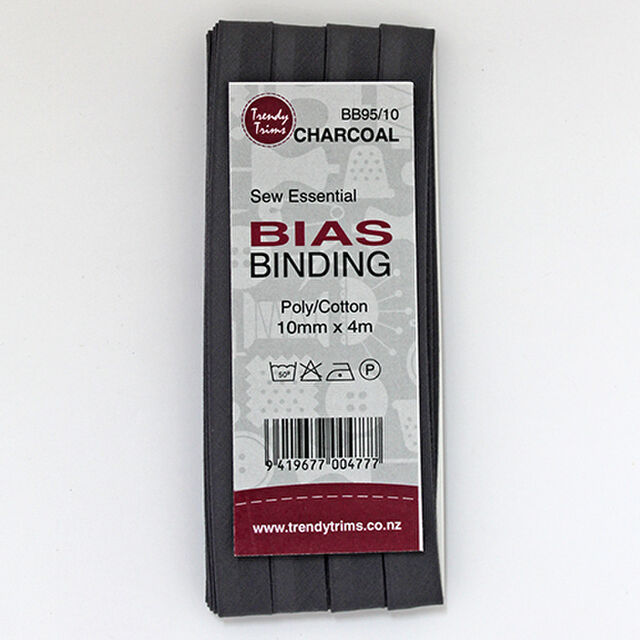 Trendy
Trims
BB95/10
CHARCOAL
Sew Essential
BIAS
BINDING
Poly/Cotton
10mm x 4m
50º
P
9 419677 004777
www.trendytrims.co.nz